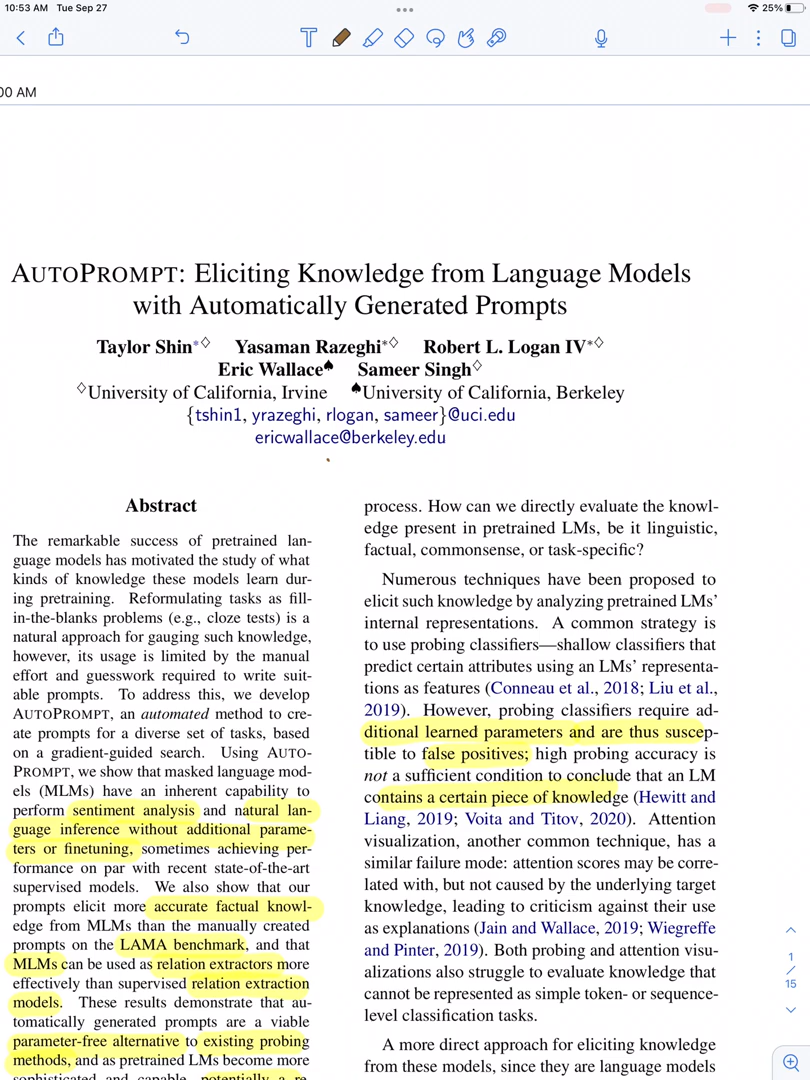 10:53 AM Tue Sep 27
25%
00 AM
AUTOPROMPT: Eliciting Knowledge from Language Models
with Automatically Generated Prompts
Taylor Shin*◇ Yasaman Razeghi*◇ Robert L. Logan IV*◇
Eric Wallace♠ Sameer Singh◇
◇University of California, Irvine ♠University of California, Berkeley
{tshin1, yrazeghi, rlogan, sameer}@uci.edu
ericwallace@berkeley.edu
Abstract
The remarkable success of pretrained lan-
guage models has motivated the study of what
kinds of knowledge these models learn dur-
ing pretraining. Reformulating tasks as fill-
in-the-blanks problems (e.g., cloze tests) is a
natural approach for gauging such knowledge,
however, its usage is limited by the manual
effort and guesswork required to write suit-
able prompts. To address this, we develop
AUTOPROMPT, an automated method to cre-
ate prompts for a diverse set of tasks, based
on a gradient-guided search. Using AUTO-
PROMPT, we show that masked language mod-
els (MLMs) have an inherent capability to
perform sentiment analysis and natural lan-
guage inference without additional parame-
ters or finetuning, sometimes achieving per-
formance on par with recent state-of-the-art
supervised models. We also show that our
prompts elicit more accurate factual knowl-
edge from MLMs than the manually created
prompts on the LAMA benchmark, and that
MLMs can be used as relation extractors more
effectively than supervised relation extraction
models. These results demonstrate that au-
tomatically generated prompts are a viable
parameter-free alternative to existing probing
methods, and as pretrained LMs become more
sophisticated and capable, potentially a re-
process. How can we directly evaluate the knowl-
edge present in pretrained LMs, be it linguistic,
factual, commonsense, or task-specific?
Numerous techniques have been proposed to
elicit such knowledge by analyzing pretrained LMs'
internal representations. A common strategy is
to use probing classifiers—shallow classifiers that
predict certain attributes using an LMs' representa-
tions as features (Conneau et al., 2018; Liu et al.,
2019). However, probing classifiers require ad-
ditional learned parameters and are thus suscep-
tible to false positives; high probing accuracy is
not a sufficient condition to conclude that an LM
contains a certain piece of knowledge (Hewitt and
Liang, 2019; Voita and Titov, 2020). Attention
visualization, another common technique, has a
similar failure mode: attention scores may be corre-
lated with, but not caused by the underlying target
knowledge, leading to criticism against their use
as explanations (Jain and Wallace, 2019; Wiegreffe
and Pinter, 2019). Both probing and attention visu-
alizations also struggle to evaluate knowledge that
cannot be represented as simple token- or sequence-
level classification tasks.
A more direct approach for eliciting knowledge
from these models, since they are language models
1
/
15